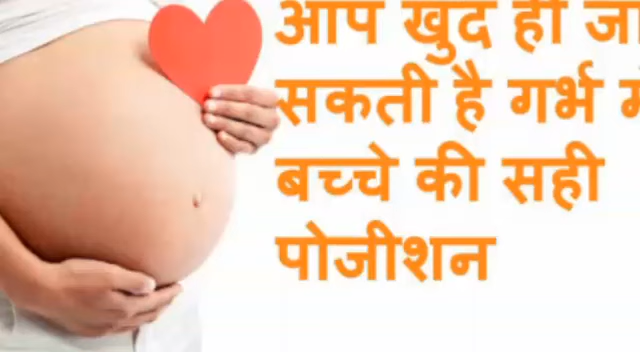 आप खुद ही
सकती है गर्भ
बच्चे की सही
पोजीशन